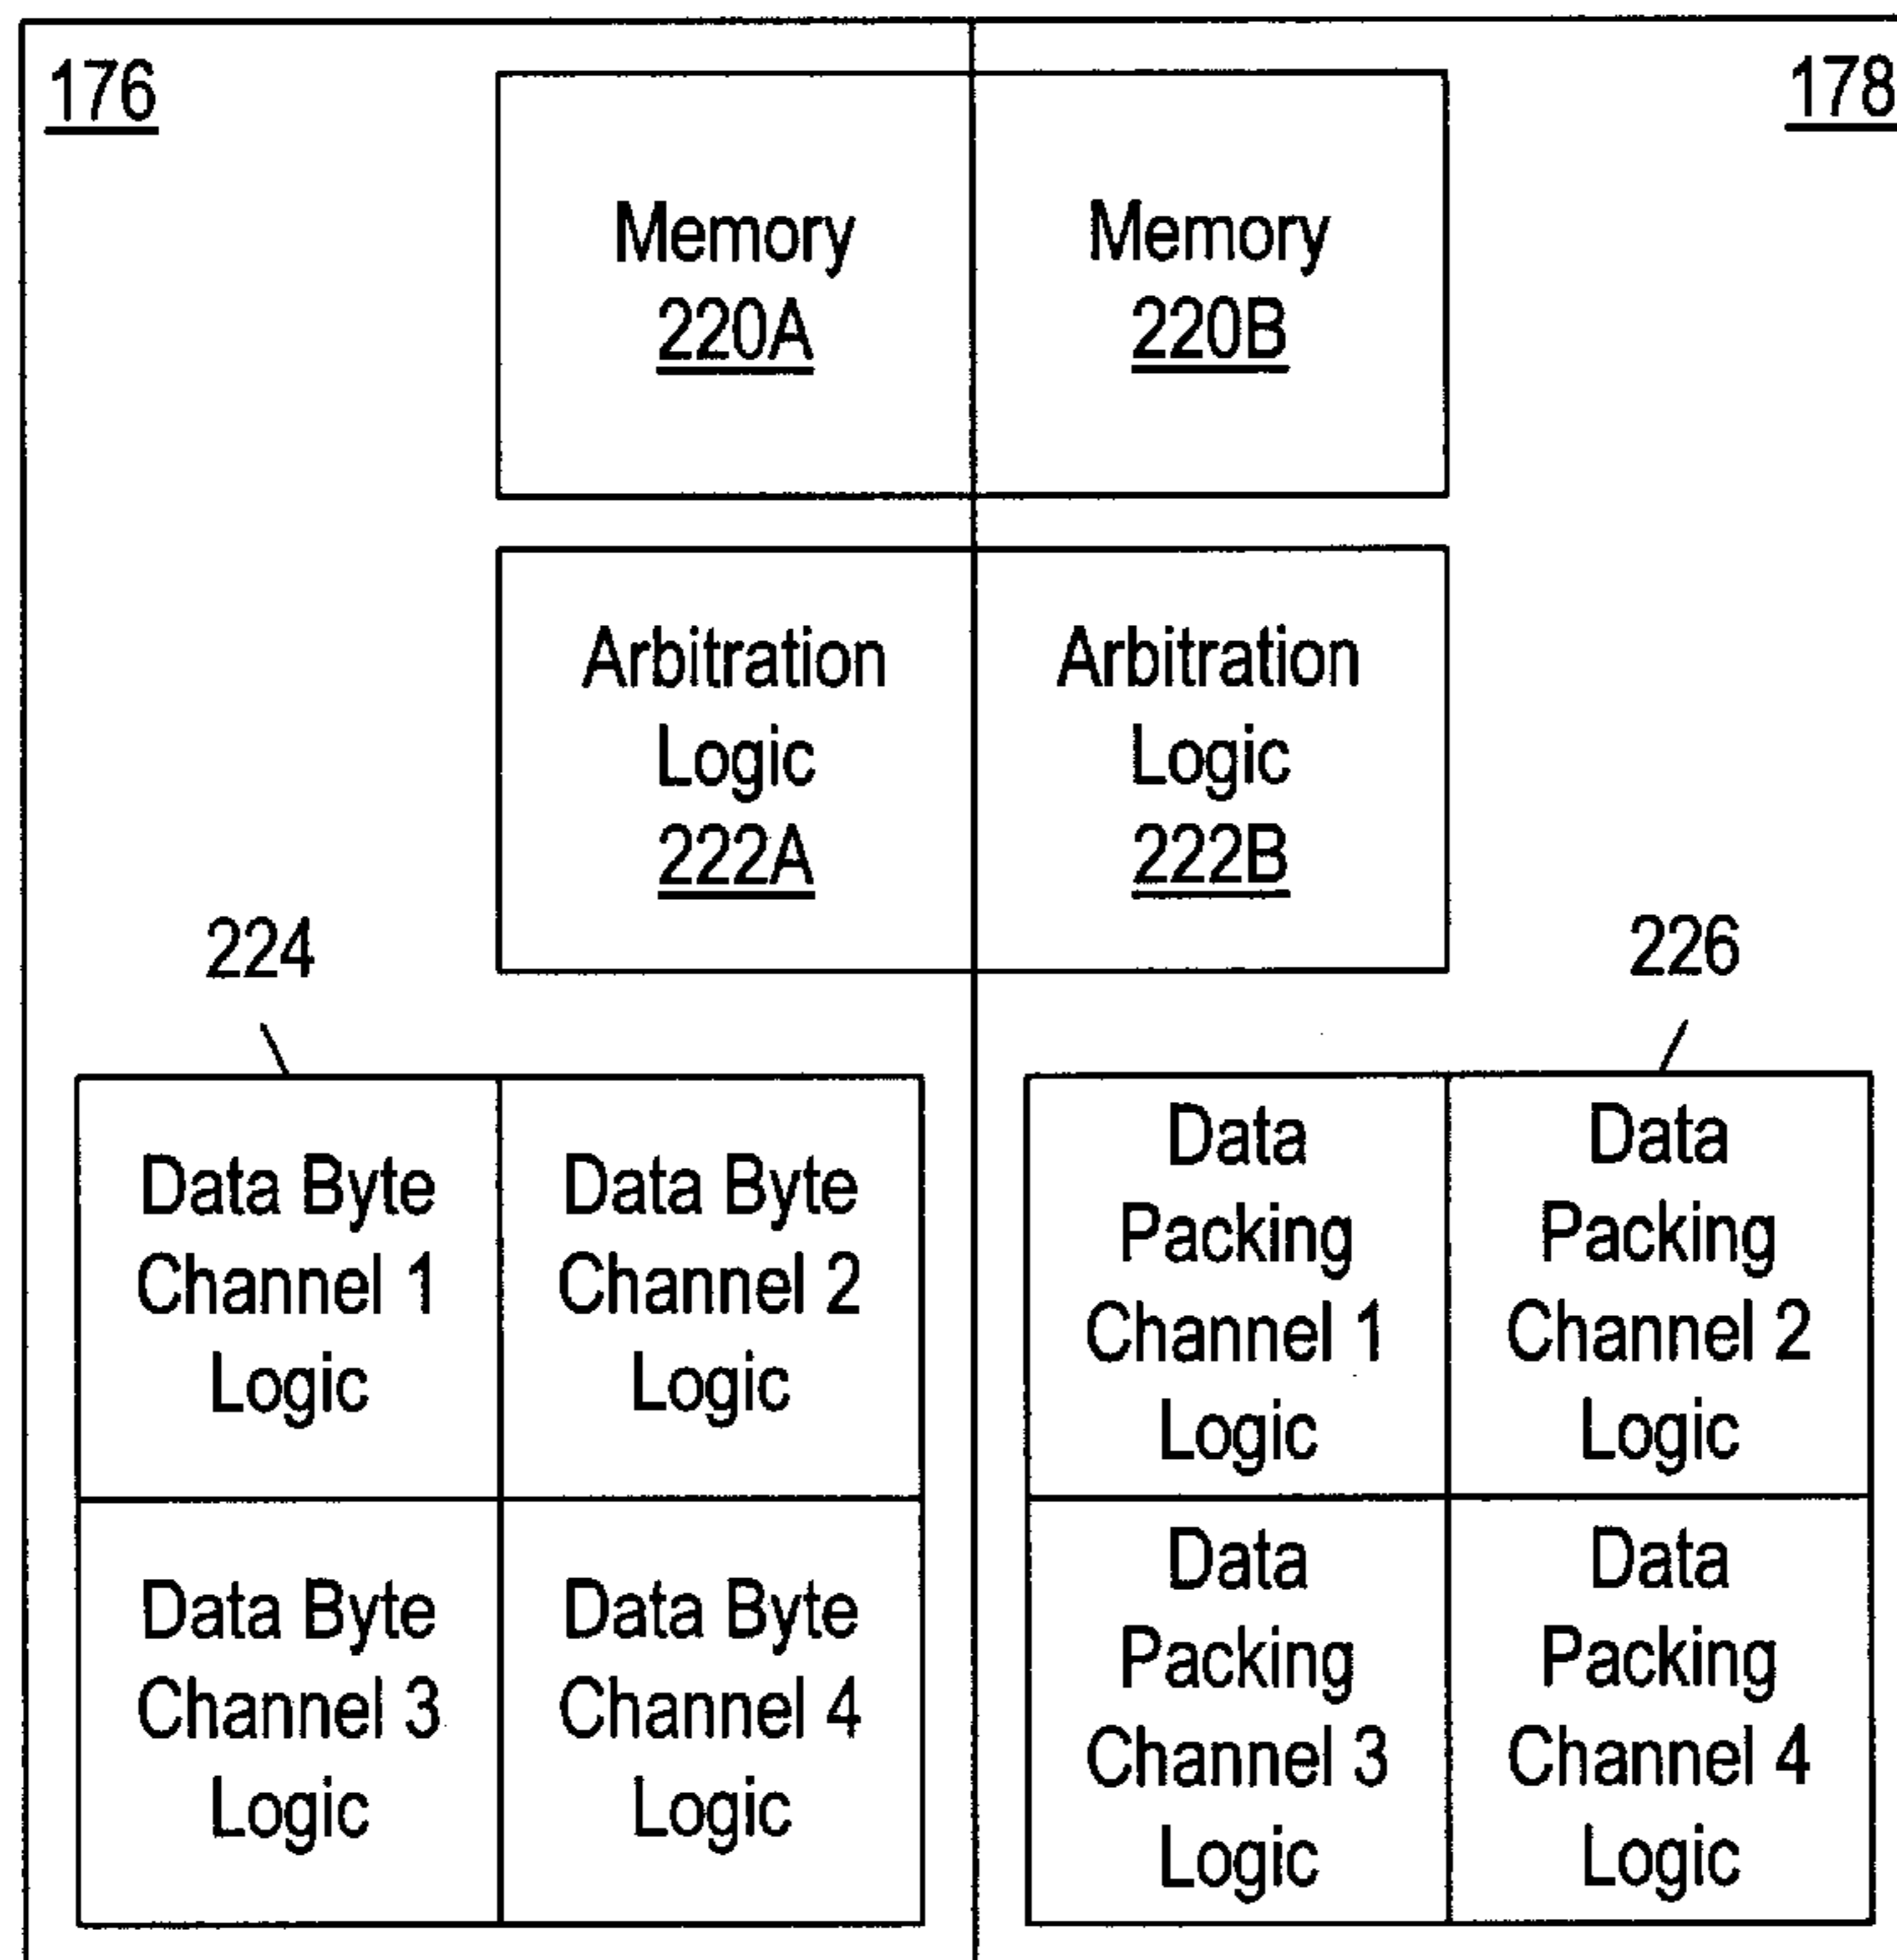 176
178
Memory
220A
Memory
220B
Arbitration
Logic
222A
Arbitration
Logic
222B
224
226
Data Byte
Channel 1
Logic
Data Byte
Channel 2
Logic
Data Byte
Channel 3
Logic
Data Byte
Channel 4
Logic
Data
Packing
Channel 1
Logic
Data
Packing
Channel 2
Logic
Data
Packing
Channel 3
Logic
Data
Packing
Channel 4
Logic